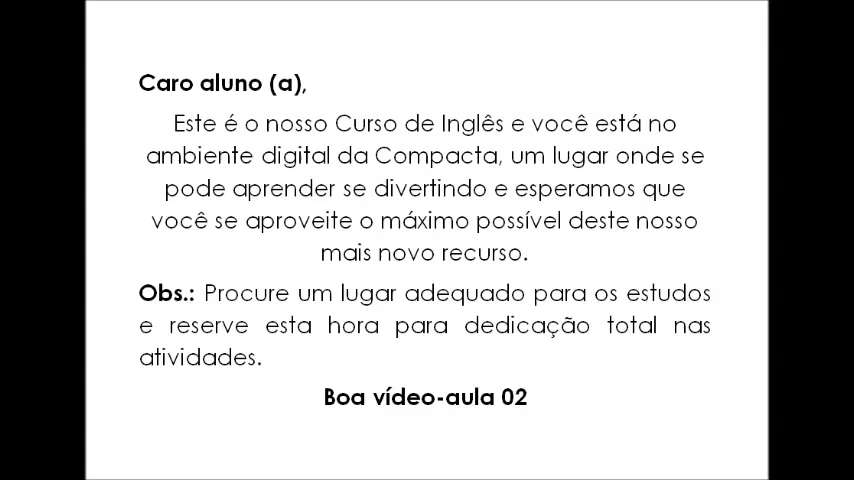 Caro aluno (a),
Este é o nosso Curso de Inglês e você está no
ambiente digital da Compacta, um lugar onde se
pode aprender se divertindo e esperamos que
você se aproveite o máximo possível deste nosso
mais novo recurso.
Obs.: Procure um lugar adequado para os estudos
e reserve esta hora para dedicação total nas
atividades.
Boa vídeo-aula 02